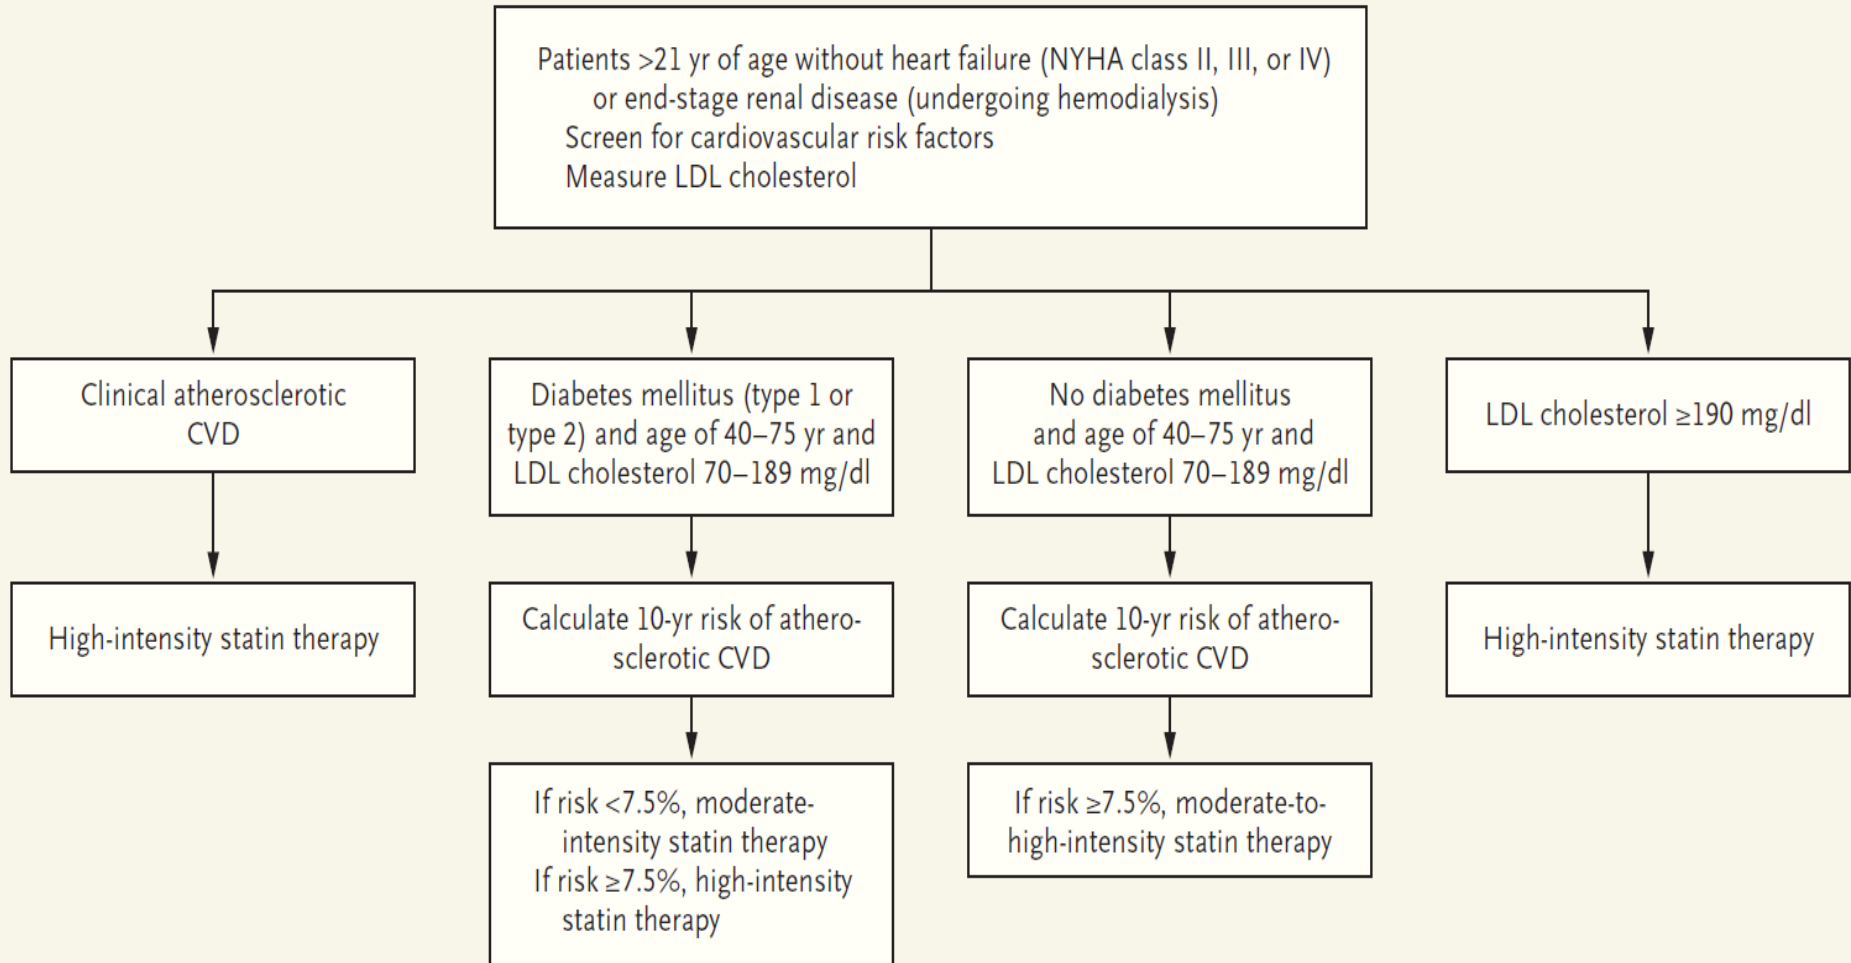 Patients >21 yr of age without heart failure (NYHA class II, III, or IV)
or end-stage renal disease (undergoing hemodialysis)
Screen for cardiovascular risk factors
Measure LDL cholesterol
Clinical atherosclerotic
CVD
Diabetes mellitus (type 1 or
type 2) and age of 40–75 yr and
LDL cholesterol 70–189 mg/dl
No diabetes mellitus
and age of 40–75 yr and
LDL cholesterol 70–189 mg/dl
LDL cholesterol ≥190 mg/dl
High-intensity statin therapy
Calculate 10-yr risk of athero-
sclerotic CVD
Calculate 10-yr risk of athero-
sclerotic CVD
High-intensity statin therapy
If risk <7.5%, moderate-
intensity statin therapy
If risk ≥7.5%, high-intensity
statin therapy
If risk ≥7.5%, moderate-to-
high-intensity statin therapy